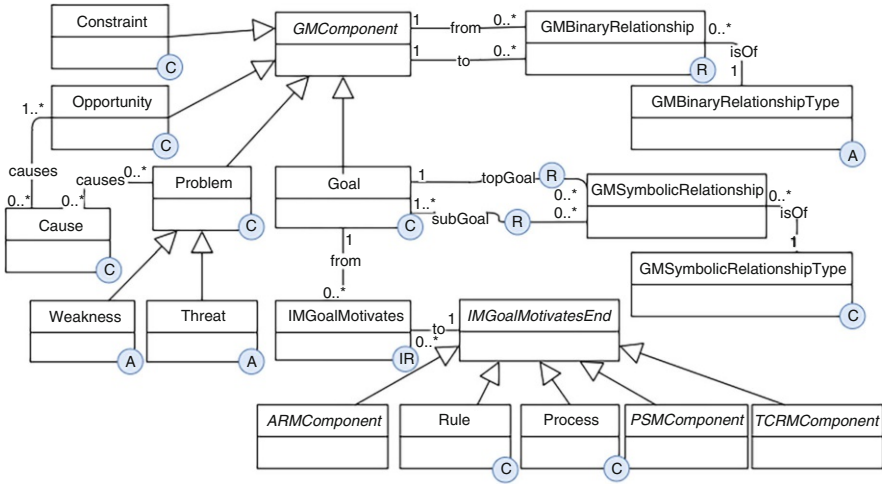 Constraint
C
GMComponent
1
from
0..*
1
to
0..*
GMBinaryRelationship
R
0..*
isOf
1
GMBinaryRelationshipType
A
Opportunity
C
1..*
causes
0..*
causes
0..*
0..*
Cause
C
Problem
C
Goal
C
1
topGoal
R
0..*
1..*
subGoal
R
0..*
GMSymbolicRelationship
0..*
isOf
1
GMSymbolicRelationshipType
C
1
from
0..*
Weakness
A
Threat
A
IMGoalMotivates
IR
to
1
0..*
IMGoalMotivatesEnd
ARMComponent
Rule
C
Process
C
PSMComponent
TCRMComponent